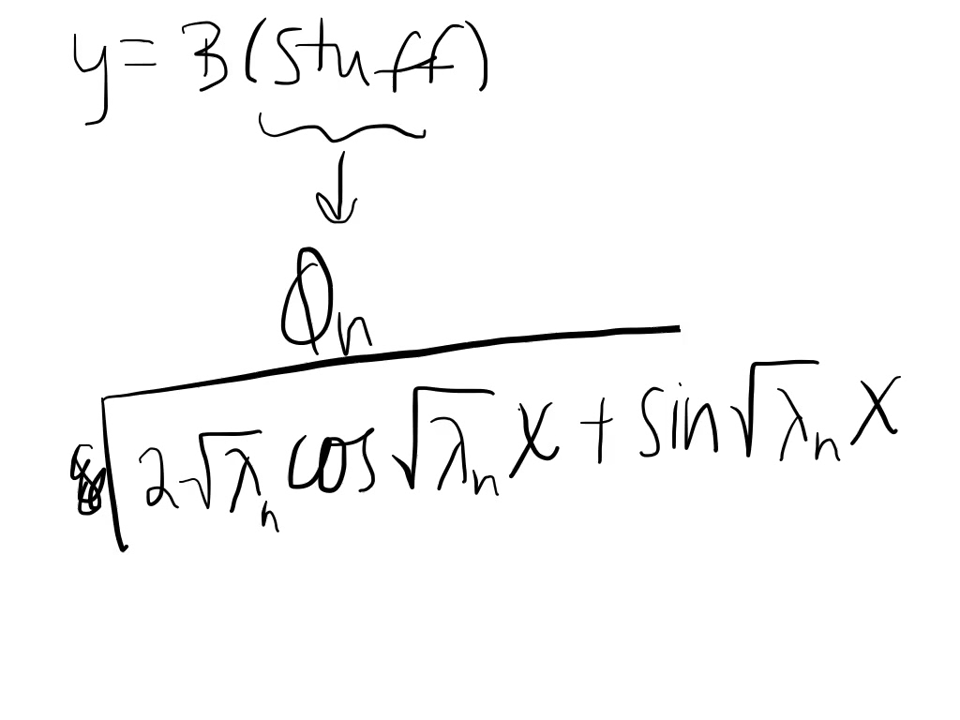 y = B(stuff)
↓
φn
2√λn cos√λn x + sin√λn x